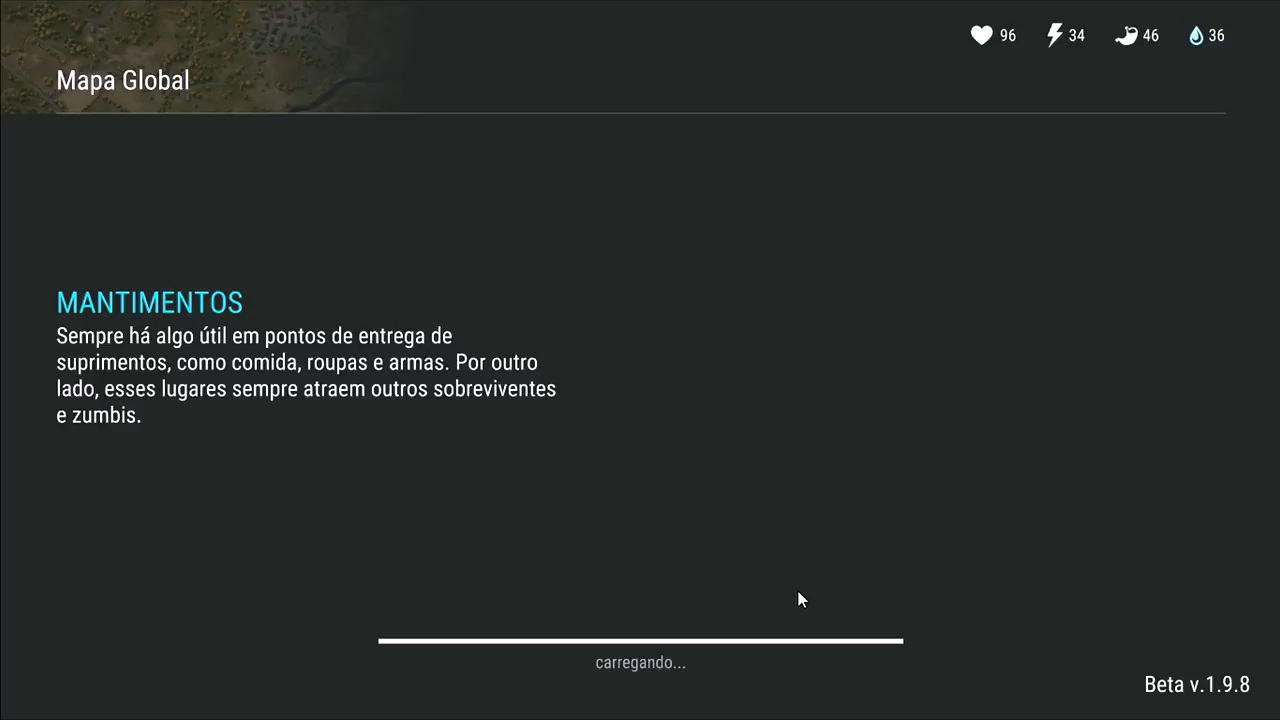 96 34 46 36
Mapa Global
MANTIMENTOS
Sempre há algo útil em pontos de entrega de
suprimentos, como comida, roupas e armas. Por outro
lado, esses lugares sempre atraem outros sobreviventes
e zumbis.
carregando...
Beta v.1.9.8